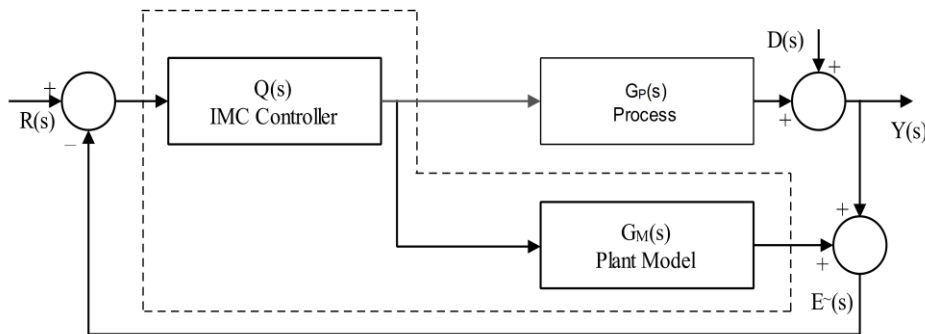 D(s)
+
+
R(s)
−
Q(s)
IMC Controller
GP(s)
Process
+
Y(s)
+
GM(s)
Plant Model
+
E~(s)